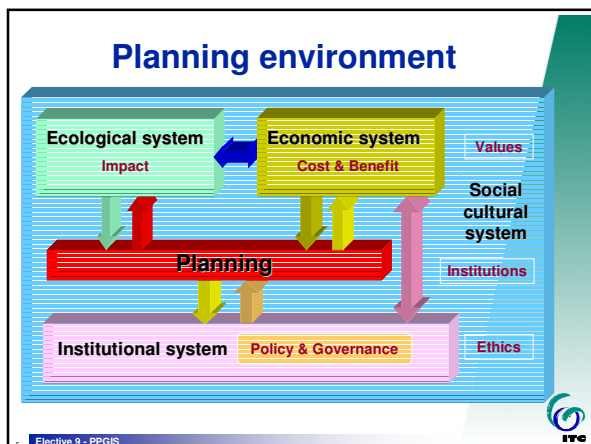 Planning environment
Ecological system
Impact
Economic system
Cost & Benefit
Values
Social
cultural
system
Planning
Institutions
Institutional system
Policy & Governance
Ethics
Elective 9 - PPGIS
ITC